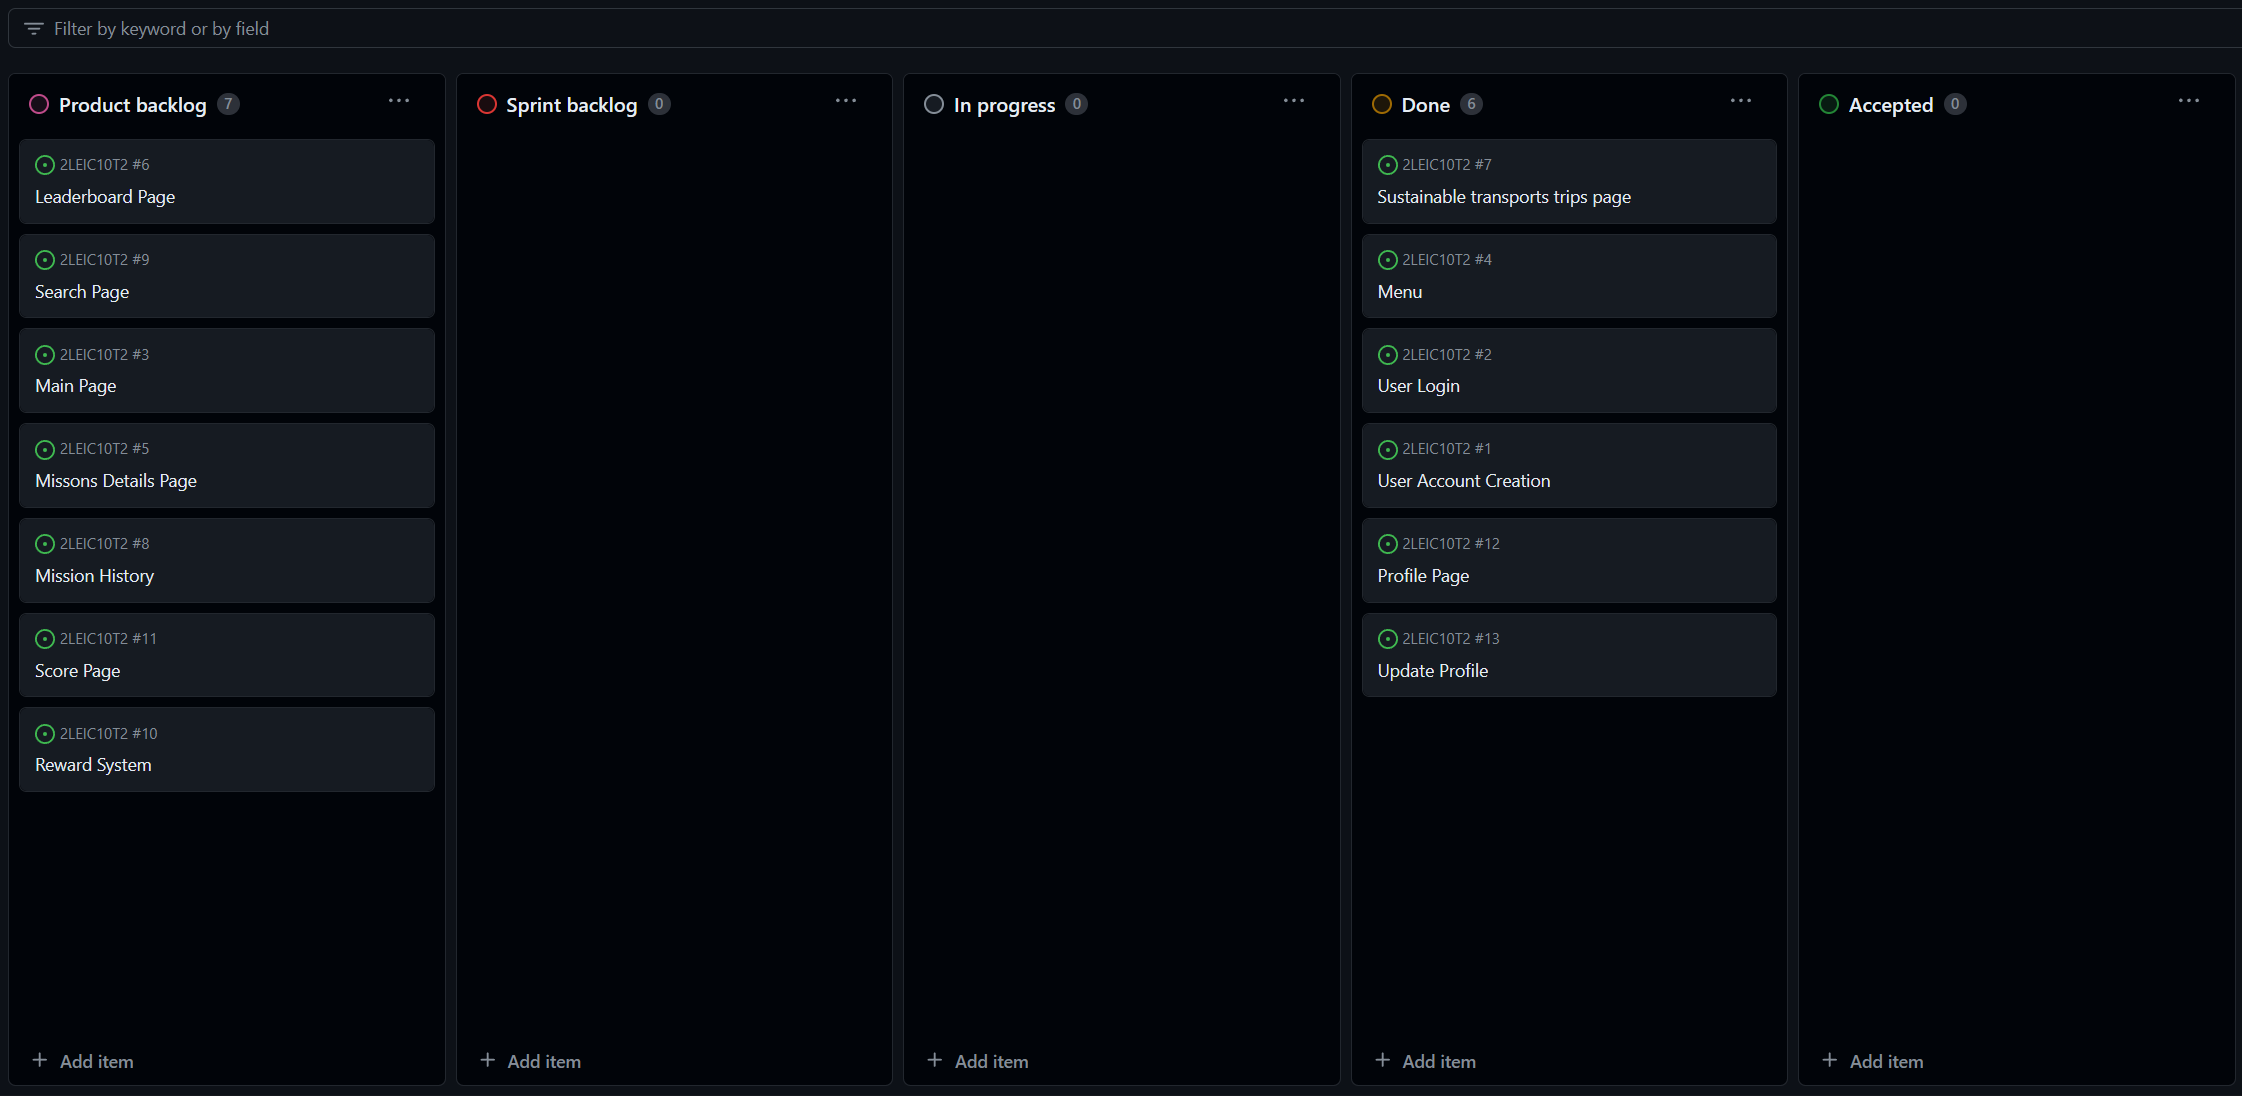 Filter by keyword or by field
Product backlog 7
2LEIC10T2 #6
Leaderboard Page
2LEIC10T2 #9
Search Page
2LEIC10T2 #3
Main Page
2LEIC10T2 #5
Missons Details Page
2LEIC10T2 #8
Mission History
2LEIC10T2 #11
Score Page
2LEIC10T2 #10
Reward System
Add item
Sprint backlog 0
Add item
In progress 0
Add item
Done 6
2LEIC10T2 #7
Sustainable transports trips page
2LEIC10T2 #4
Menu
2LEIC10T2 #2
User Login
2LEIC10T2 #1
User Account Creation
2LEIC10T2 #12
Profile Page
2LEIC10T2 #13
Update Profile
Add item
Accepted 0
Add item